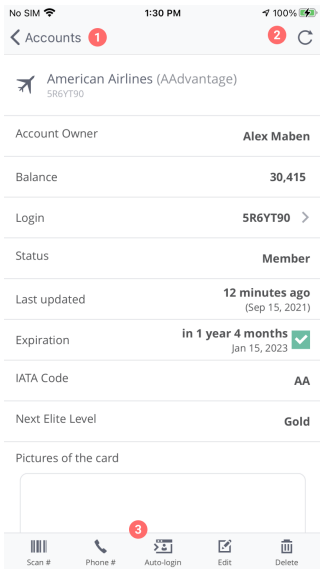 No SIM 1:30 PM 100%
Accounts 1 2
American Airlines (AAdvantage)
5R6YT90
Account Owner Alex Maben
Balance 30,415
Login 5R6YT90
Status Member
Last updated 12 minutes ago
(Sep 15, 2021)
Expiration in 1 year 4 months
Jan 15, 2023
IATA Code AA
Next Elite Level Gold
Pictures of the card
3
Scan # Phone # Auto-login Edit Delete